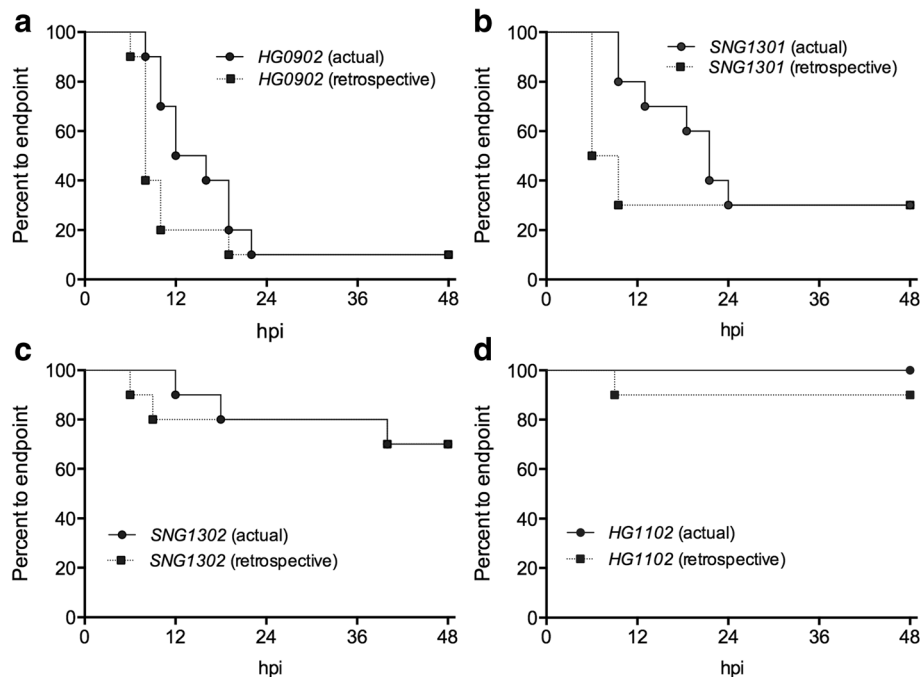 a
Percent to endpoint
100
80
60
40
20
0
0 12 24 36 48
hpi
HG0902 (actual)
HG0902 (retrospective)
b
Percent to endpoint
100
80
60
40
20
0
0 12 24 36 48
hpi
SNG1301 (actual)
SNG1301 (retrospective)
c
Percent to endpoint
100
80
60
40
20
0
0 12 24 36 48
hpi
SNG1302 (actual)
SNG1302 (retrospective)
d
Percent to endpoint
100
80
60
40
20
0
0 12 24 36 48
hpi
HG1102 (actual)
HG1102 (retrospective)